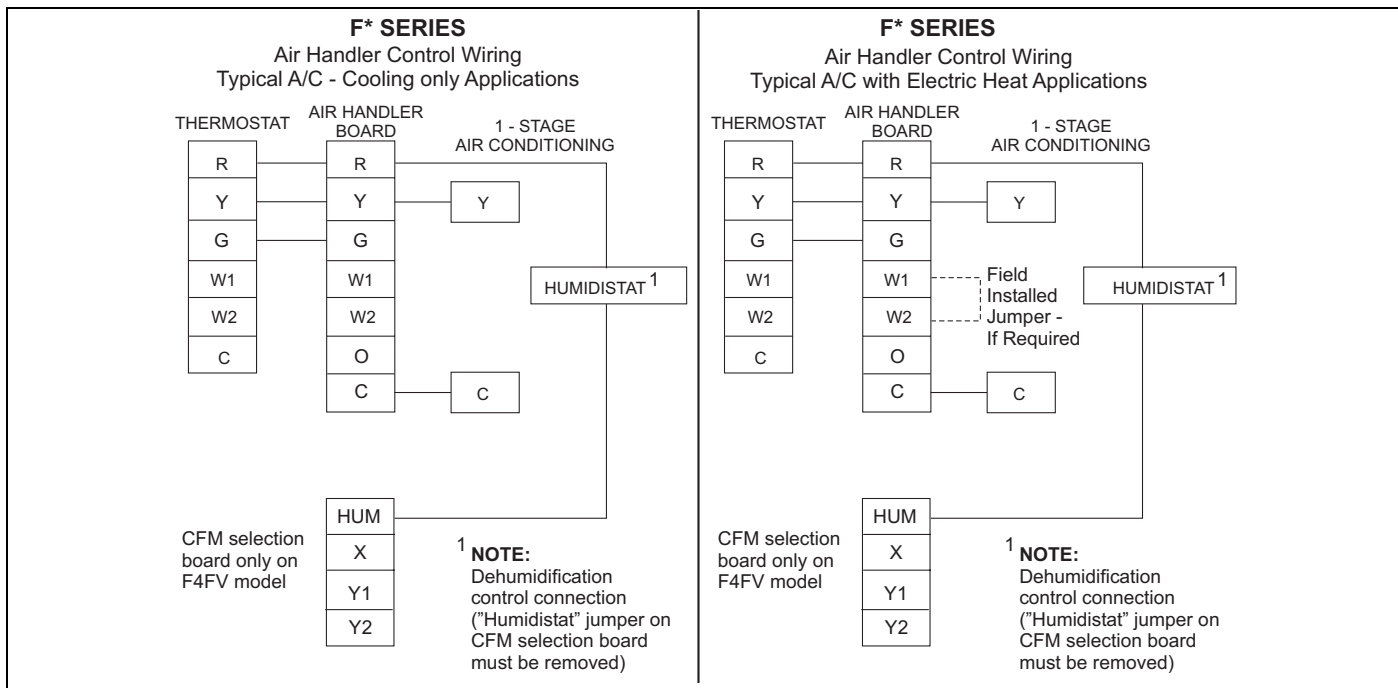 F* SERIES
Air Handler Control Wiring
Typical A/C - Cooling only Applications
THERMOSTAT
AIR HANDLER
BOARD
1 - STAGE
AIR CONDITIONING
R
R
Y
Y
Y
G
G
W1
W1
HUMIDISTAT 1
W2
W2
C
O
C
C
HUM
X
Y1
Y2
CFM selection
board only on
F4FV model
1 NOTE:
Dehumidification
control connection
("Humidistat" jumper on
CFM selection board
must be removed)
F* SERIES
Air Handler Control Wiring
Typical A/C with Electric Heat Applications
THERMOSTAT
AIR HANDLER
BOARD
1 - STAGE
AIR CONDITIONING
R
R
Y
Y
Y
G
G
W1
W1
Field
Installed
Jumper -
If Required
HUMIDISTAT 1
W2
W2
C
O
C
C
HUM
X
Y1
Y2
CFM selection
board only on
F4FV model
1 NOTE:
Dehumidification
control connection
("Humidistat" jumper on
CFM selection board
must be removed)